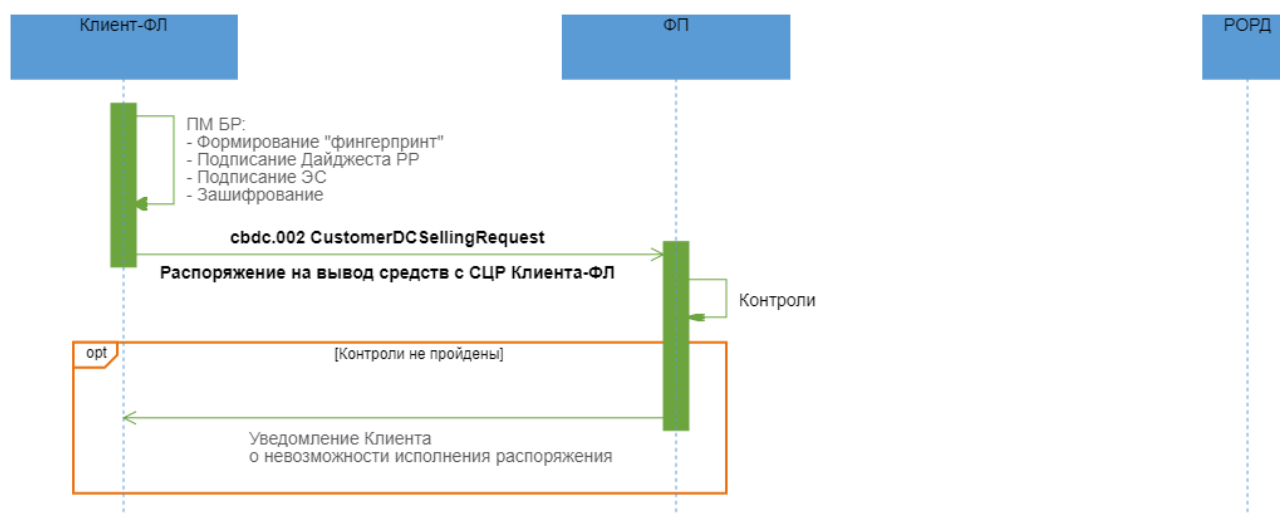 Клиент-ФЛ
ФП
РОРД
ПМ БР:
- Формирование "фингерпринт"
- Подписание Дайджеста РР
- Подписание ЭС
- Зашифрование
cbdc.002 CustomerDCSellingRequest
Распоряжение на вывод средств с СЦР Клиента-ФЛ
Контроли
opt
[Контроли не пройдены]
Уведомление Клиента
о невозможности исполнения распоряжения